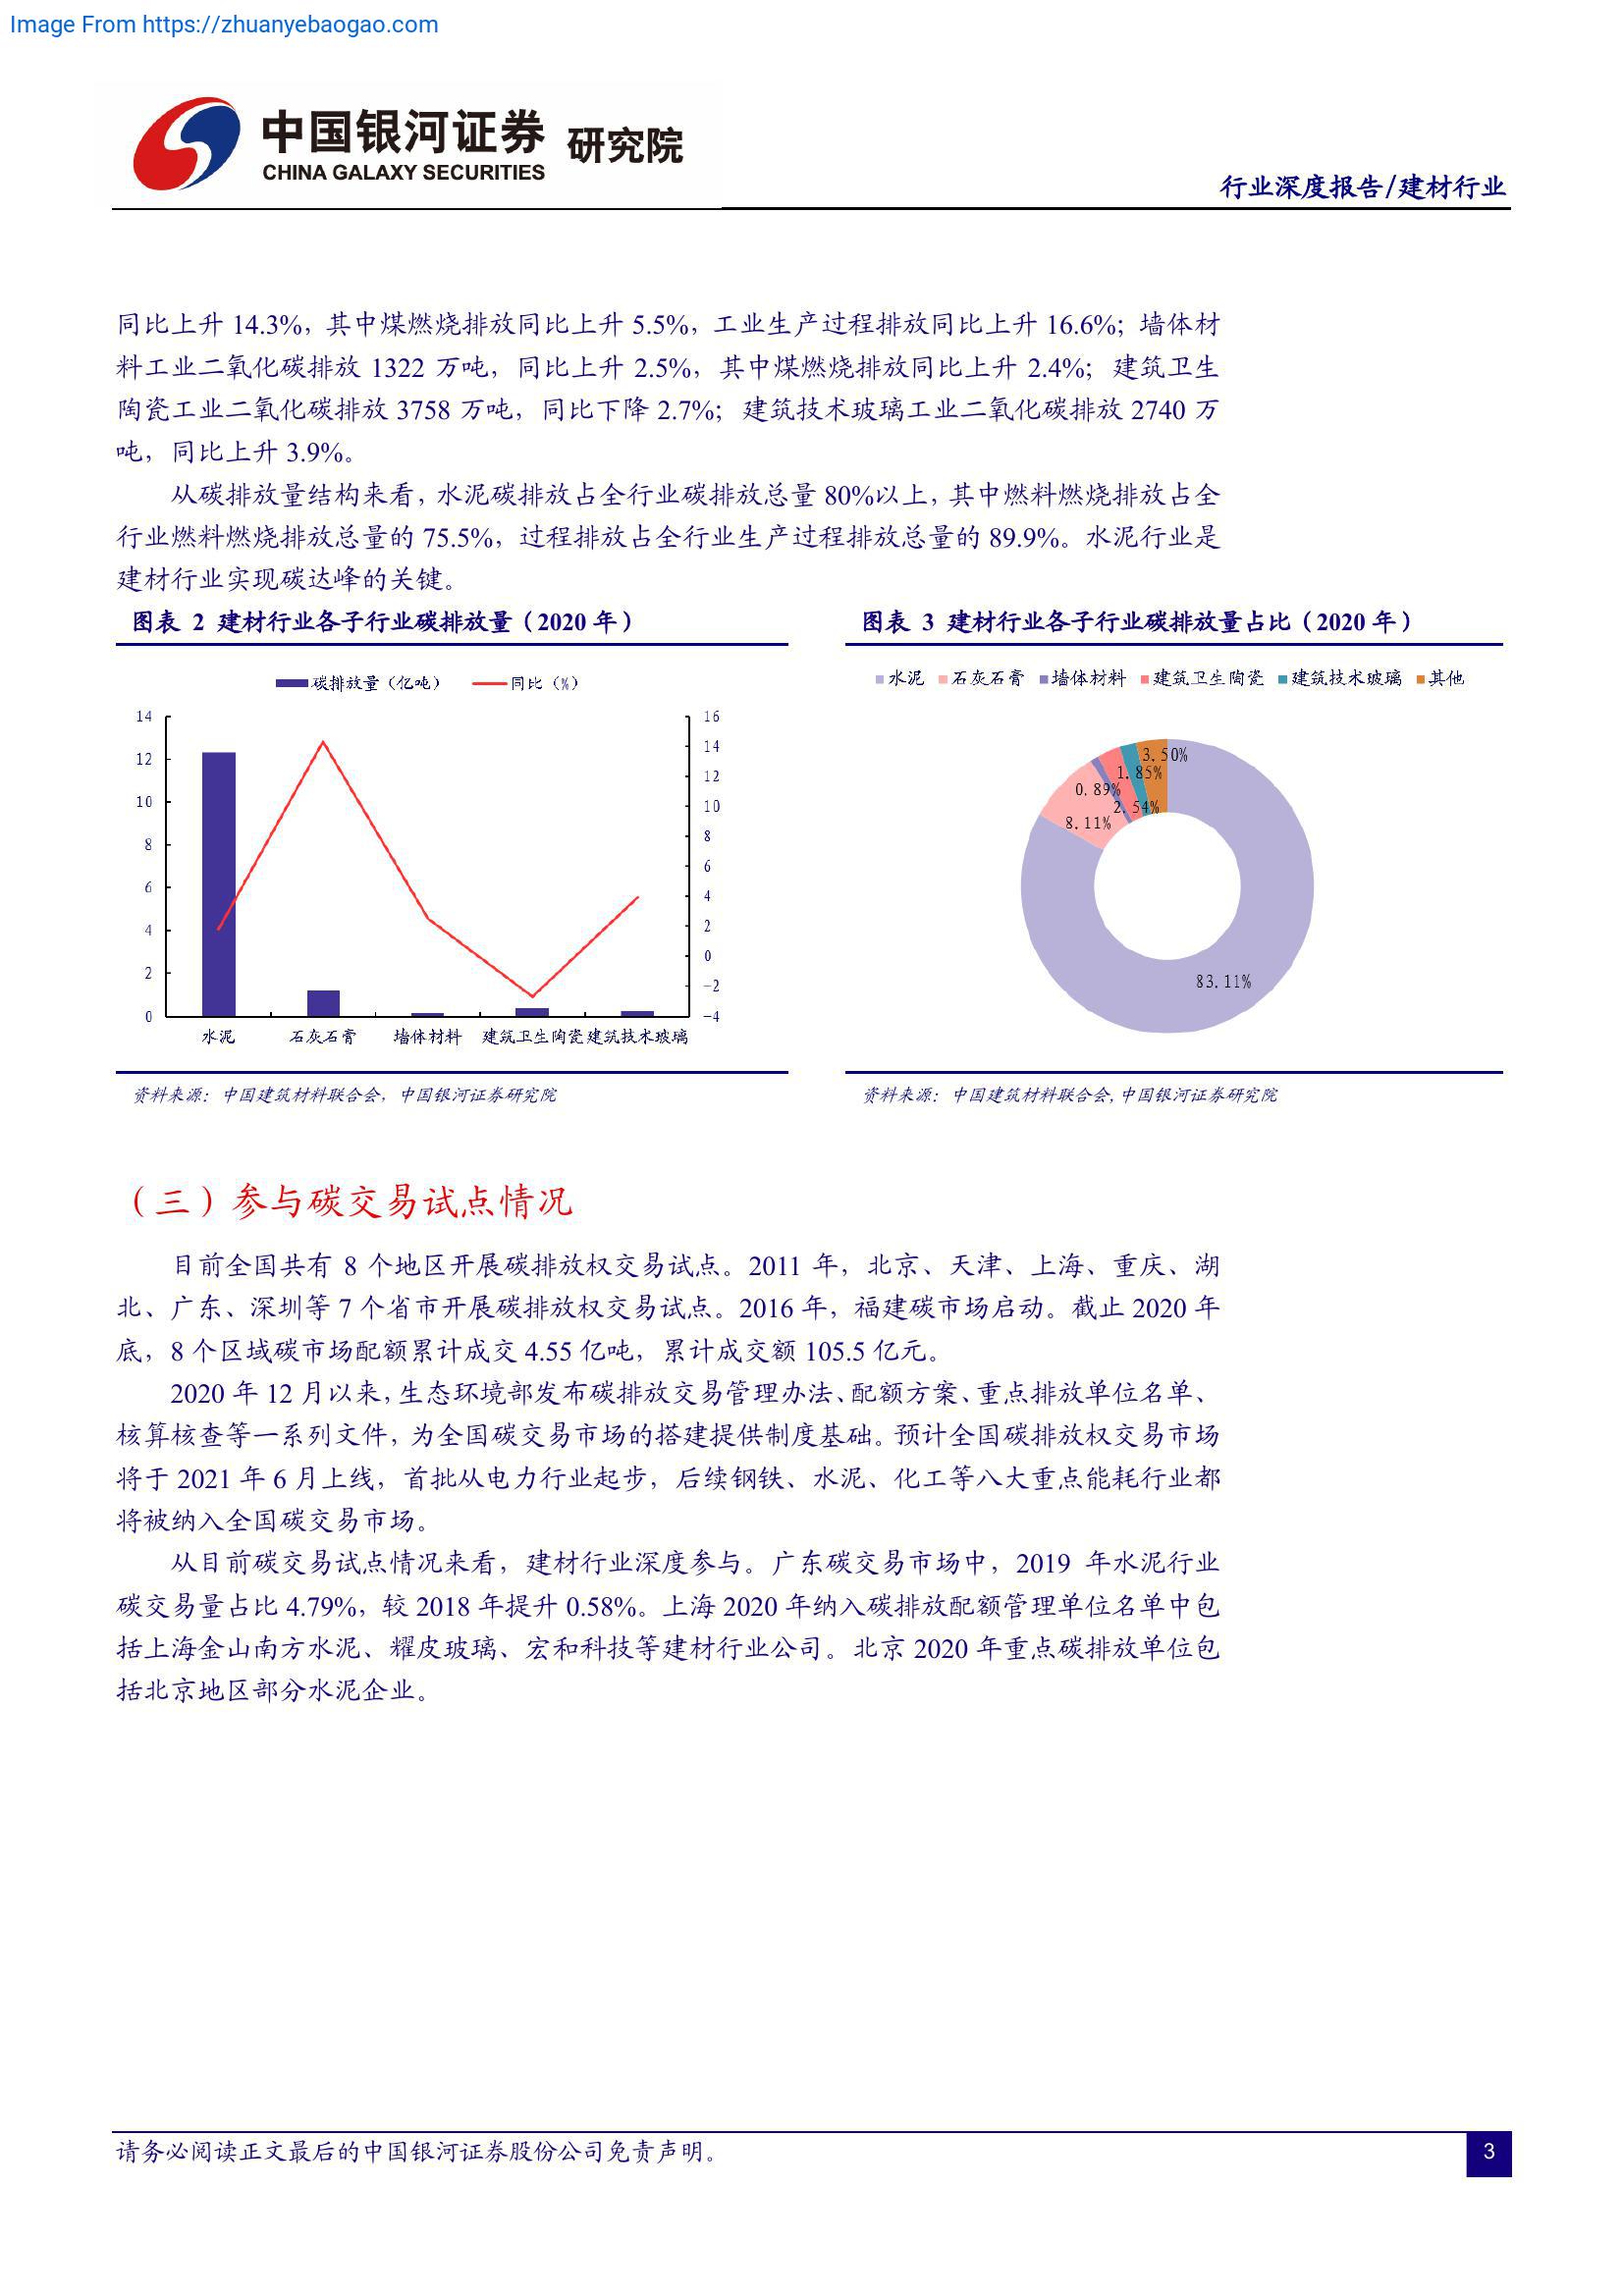 Image From https://zhuanyebaogao.com
中国银河证券 研究院
CHINA GALAXY SECURITIES
行业深度报告/建材行业
同比上升 14.3%，其中煤燃烧排放同比上升 5.5%，工业生产过程排放同比上升 16.6%；墙体材
料工业二氧化碳排放 1322 万吨，同比上升 2.5%，其中煤燃烧排放同比上升 2.4%；建筑卫生
陶瓷工业二氧化碳排放 3758 万吨，同比下降 2.7%；建筑技术玻璃工业二氧化碳排放 2740 万
吨，同比上升 3.9%。
从碳排放量结构来看，水泥碳排放占全行业碳排放总量 80%以上，其中燃料燃烧排放占全
行业燃料燃烧排放总量的 75.5%，过程排放占全行业生产过程排放总量的 89.9%。水泥行业是
建材行业实现碳达峰的关键。
图表 2 建材行业各子行业碳排放量（2020 年）
碳排放量（亿吨） 同比（%）
14
12
10
8
6
4
2
0
16
14
12
10
8
6
4
2
0
-2
-4
水泥 石灰石膏 墙体材料 建筑卫生陶瓷 建筑技术玻璃
资料来源：中国建筑材料联合会，中国银河证券研究院
图表 3 建材行业各子行业碳排放量占比（2020 年）
水泥 石灰石膏 墙体材料 建筑卫生陶瓷 建筑技术玻璃 其他
3.50%
1.85%
0.89%
2.54%
8.11%
83.11%
资料来源：中国建筑材料联合会,中国银河证券研究院
（三）参与碳交易试点情况
目前全国共有 8 个地区开展碳排放权交易试点。2011 年，北京、天津、上海、重庆、湖
北、广东、深圳等 7 个省市开展碳排放权交易试点。2016 年，福建碳市场启动。截止 2020 年
底，8 个区域碳市场配额累计成交 4.55 亿吨，累计成交额 105.5 亿元。
2020 年 12 月以来，生态环境部发布碳排放交易管理办法、配额方案、重点排放单位名单、
核算核查等一系列文件，为全国碳交易市场的搭建提供制度基础。预计全国碳排放权交易市场
将于 2021 年 6 月上线，首批从电力行业起步，后续钢铁、水泥、化工等八大重点能耗行业都
将被纳入全国碳交易市场。
从目前碳交易试点情况来看，建材行业深度参与。广东碳交易市场中，2019 年水泥行业
碳交易量占比 4.79%，较 2018 年提升 0.58%。上海 2020 年纳入碳排放配额管理单位名单中包
括上海金山南方水泥、耀皮玻璃、宏和科技等建材行业公司。北京 2020 年重点碳排放单位包
括北京地区部分水泥企业。
请务必阅读正文最后的中国银河证券股份公司免责声明。
3